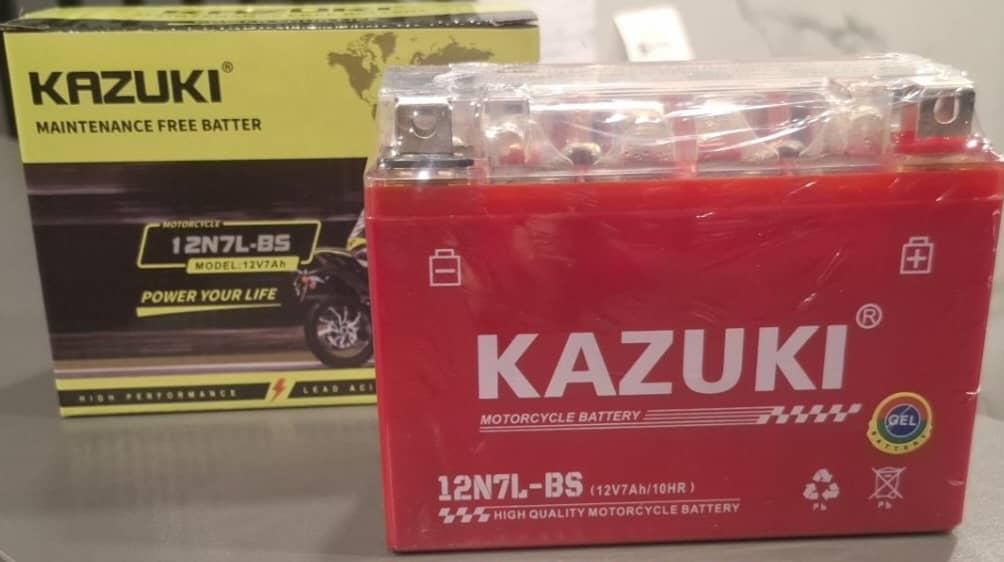 KAZUKI®
MAINTENANCE FREE BATTER
MOTORCYCLE
12N7L-BS
MODEL:12V7Ah
POWER YOUR LIFE
HIGH PERFORMANCE LEAD ACI
KAZUKI®
MOTORCYCLE BATTERY
GEL
BATTERY
12N7L-BS (12V7Ah/10HR)
HIGH QUALITY MOTORCYCLE BATTERY
Pb Pb